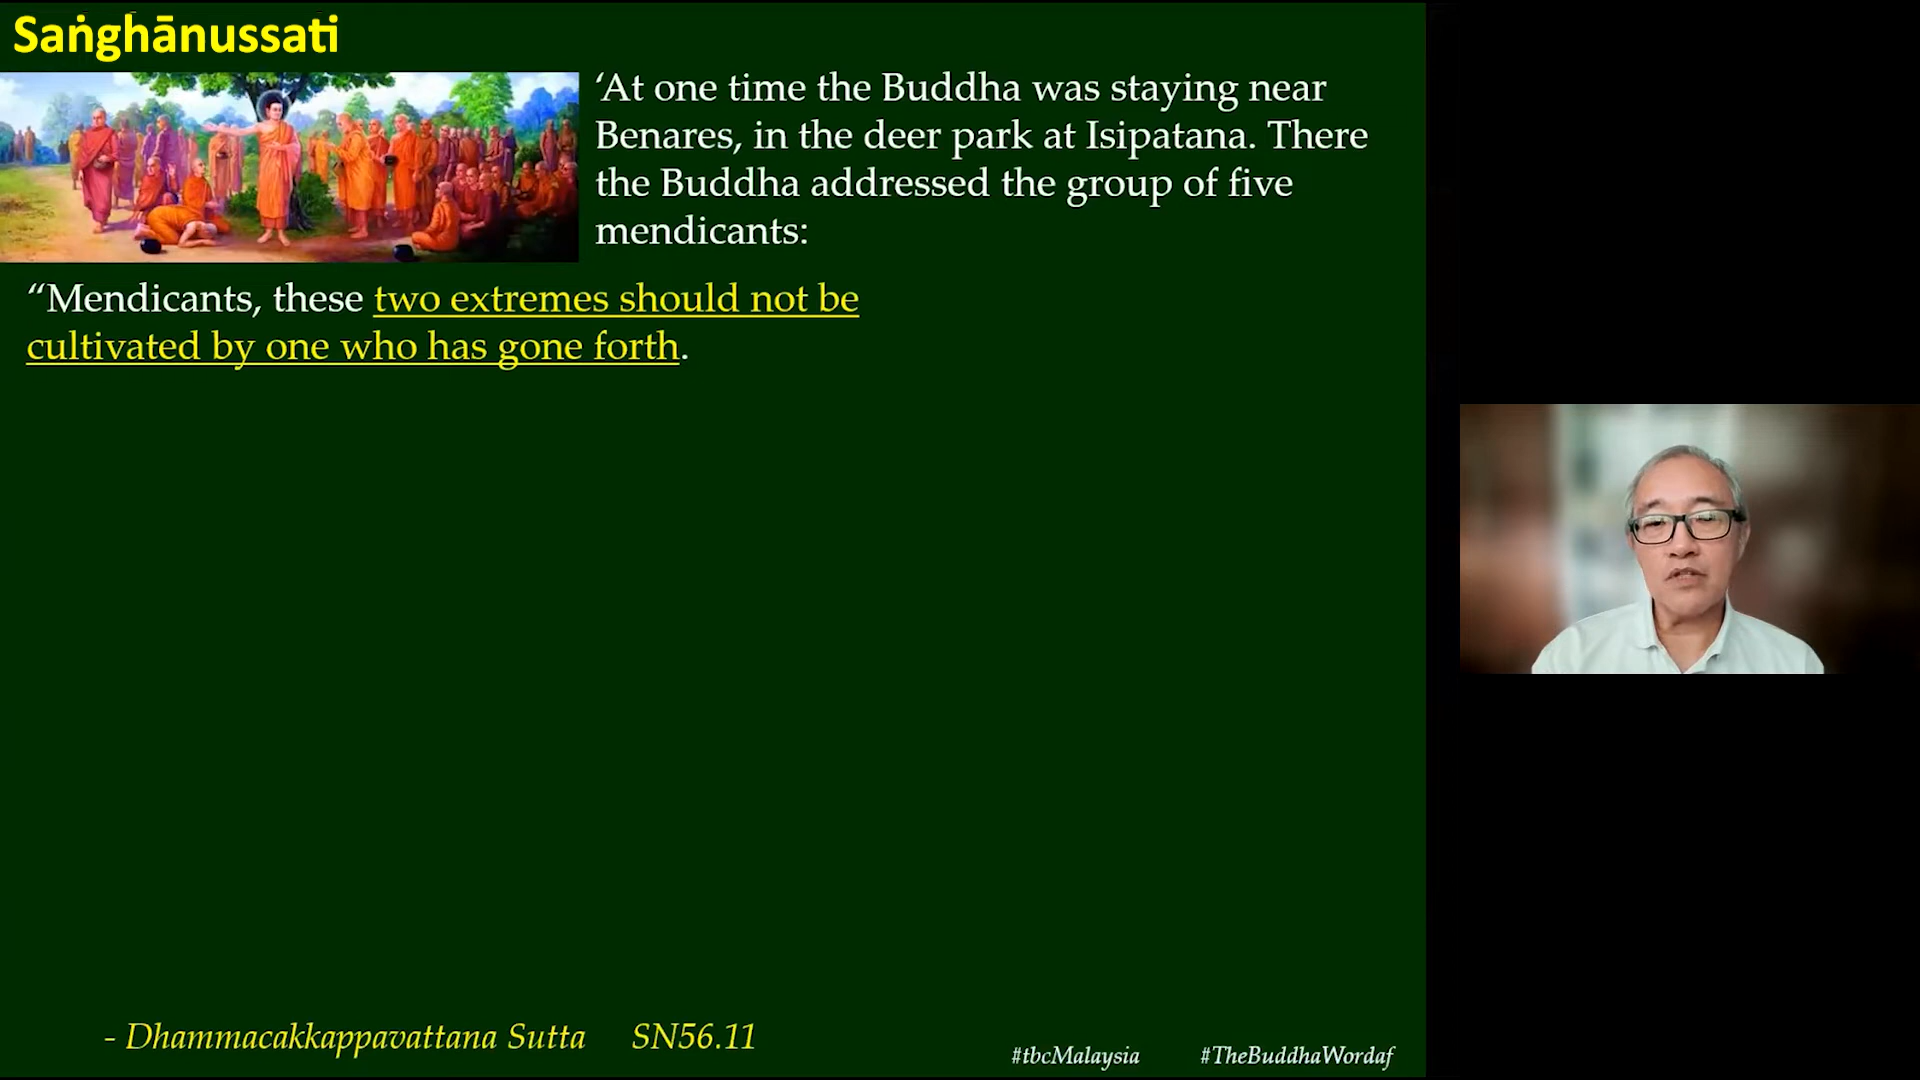 Saṅghānussati
‘At one time the Buddha was staying near
Benares, in the deer park at Isipatana. There
the Buddha addressed the group of five
mendicants:
“Mendicants, these two extremes should not be
cultivated by one who has gone forth.
- Dhammacakkappavattana Sutta SN56.11
#tbcMalaysia #TheBuddhaWordaf